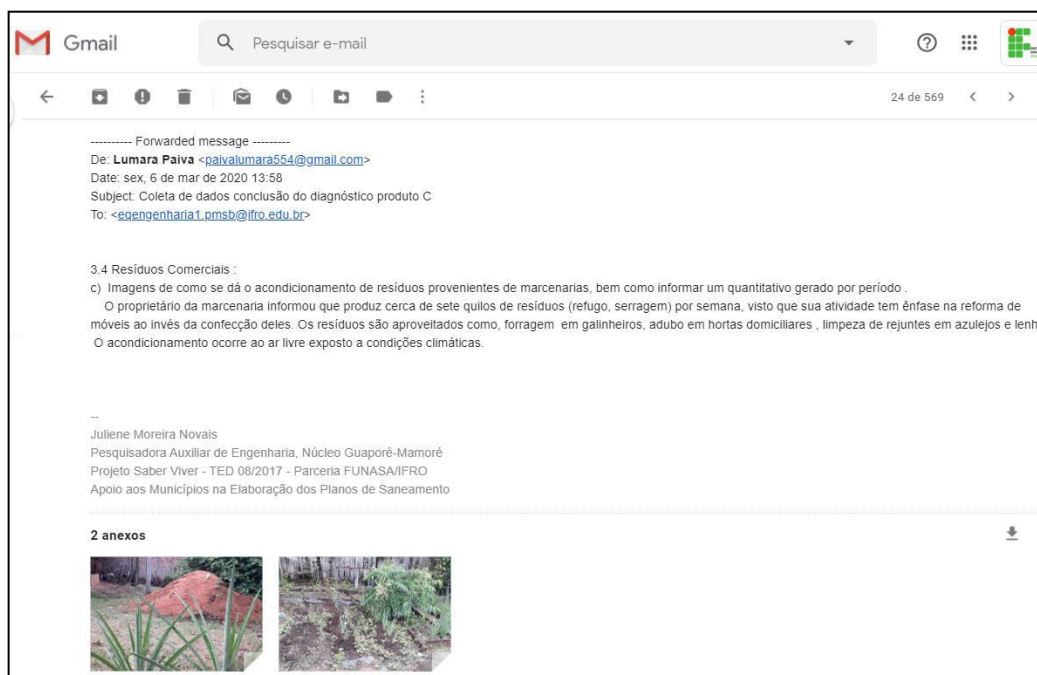 Gmail
Pesquisar e-mail
24 de 569
---------- Forwarded message ---------
De: Lumara Paiva <paivalumara554@gmail.com>
Date: sex, 6 de mar de 2020 13:58
Subject: Coleta de dados conclusão do diagnóstico produto C
To: <eqengenharia1.pmsb@ifro.edu.br>
3.4 Resíduos Comerciais :
c) Imagens de como se dá o acondicionamento de resíduos provenientes de marcenarias, bem como informar um quantitativo gerado por período .
O proprietário da marcenaria informou que produz cerca de sete quilos de resíduos (refugo, serragem) por semana, visto que sua atividade tem ênfase na reforma de
móveis ao invés da confecção deles. Os resíduos são aproveitados como, forragem em galinheiros, adubo em hortas domiciliares , limpeza de rejuntes em azulejos e lenh
O acondicionamento ocorre ao ar livre exposto a condições climáticas.
--
Juliene Moreira Novais
Pesquisadora Auxiliar de Engenharia, Núcleo Guaporé-Mamoré
Projeto Saber Viver - TED 08/2017 - Parceria FUNASA/IFRO
Apoio aos Municípios na Elaboração dos Planos de Saneamento
2 anexos